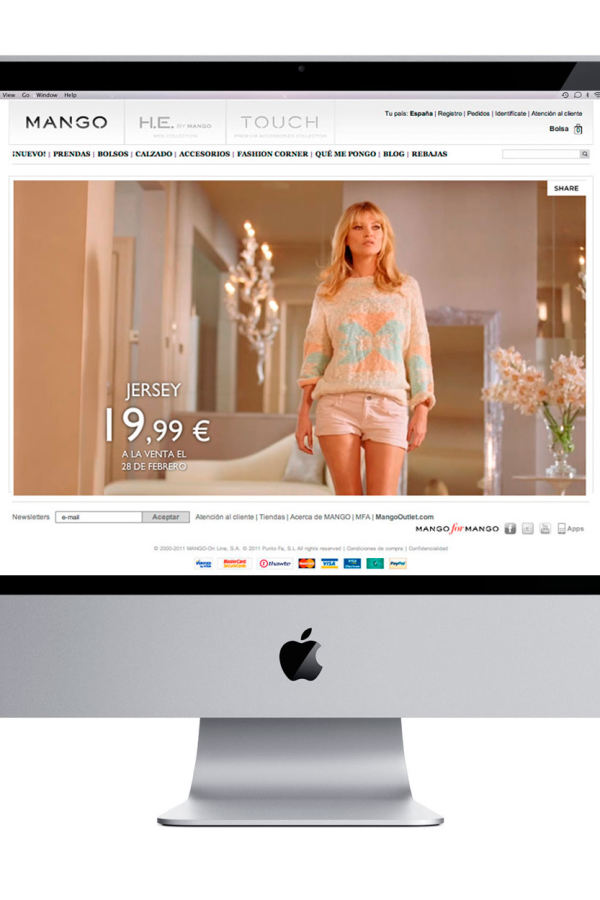 View Go Window Help
MANGO
H.E. BY MANGO
MEN COLLECTION
TOUCH
PREMIUM ACCESSORIES COLLECTION
Tu país: España | Registro | Pedidos | Identifícate | Atención al cliente
Bolsa 0
¡NUEVO! | PRENDAS | BOLSOS | CALZADO | ACCESORIOS | FASHION CORNER | QUÉ ME PONGO | BLOG | REBAJAS
SHARE
JERSEY
19,99 €
A LA VENTA EL
28 DE FEBRERO
Newsletters e-mail Aceptar Atención al cliente | Tiendas | Acerca de MANGO | MFA | MangoOutlet.com
MANGO for MANGO f Apps
© 2000-2011 MANGO-On Line, S.A. © 2011 Punto Fa, S.L All rights reserved | Condiciones de compra | Confidencialidad
MasterCard thawte MasterCard VISA PayPal